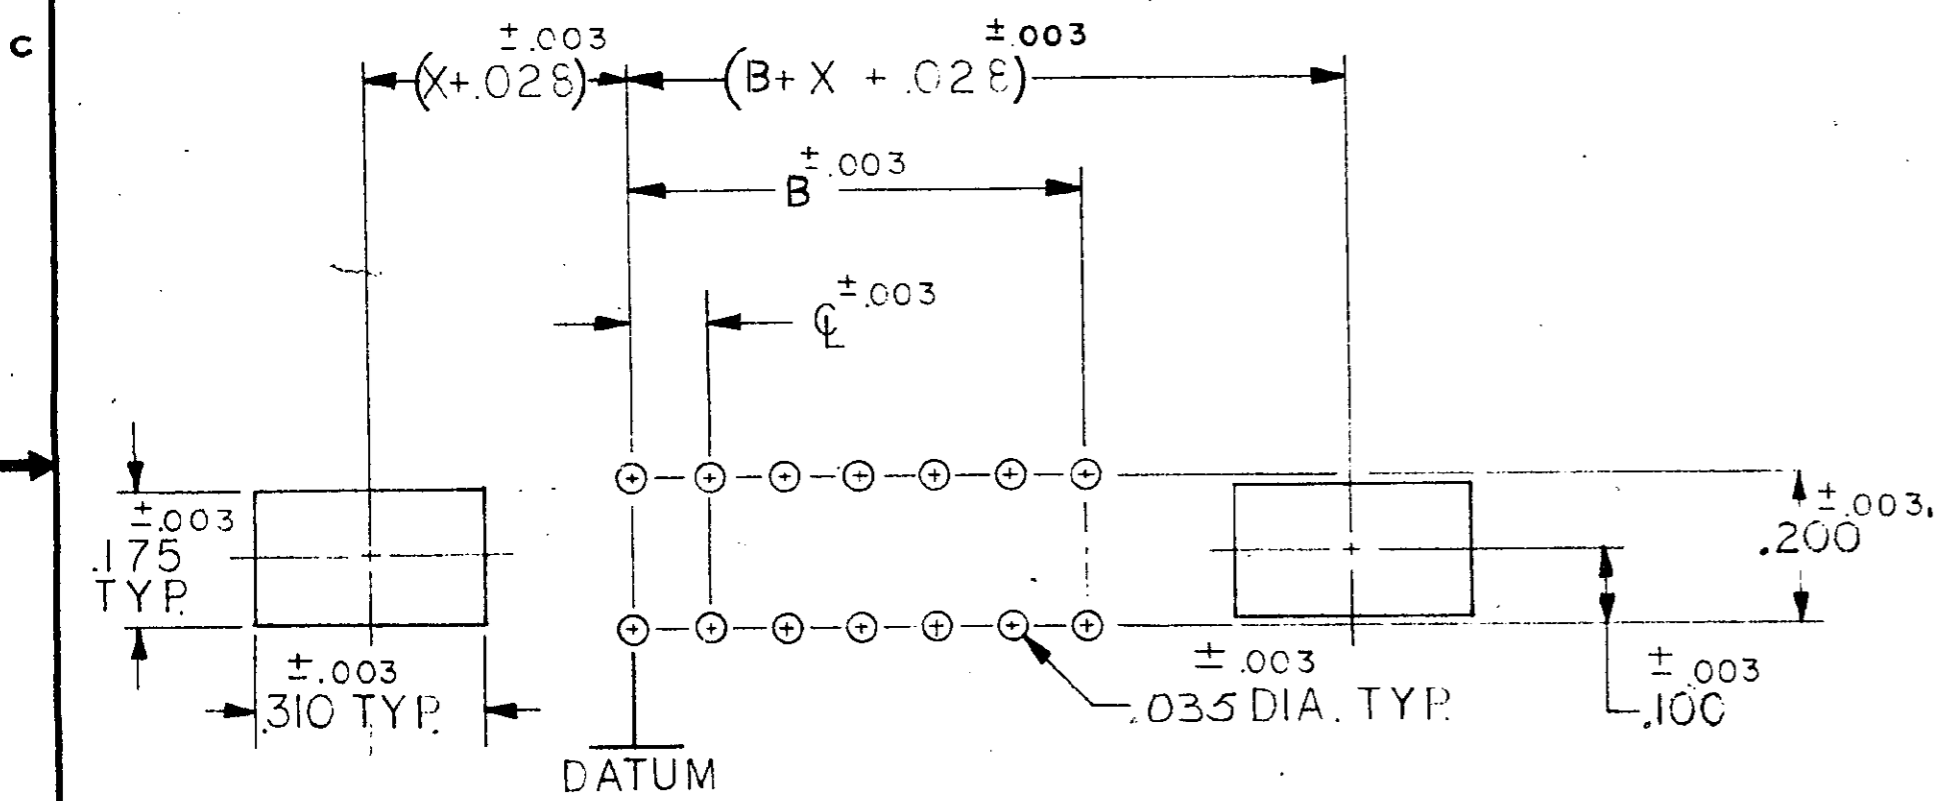 C
±.003
(X+.028)
±.003
(B+ X + .028)
±.003
B
±.003
℄
±.003
.175
TYP.
±.003
.310 TYP.
DATUM
±.003
.035 DIA. TYP.
±.003
.100
±.003
.200